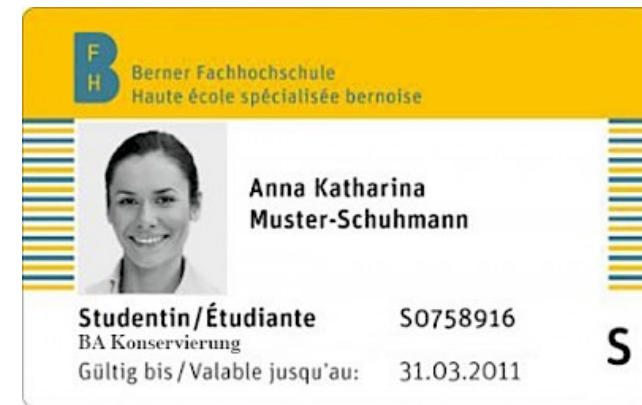 F
H
B
Berner Fachhochschule
Haute école spécialisée bernoise
Anna Katharina
Muster-Schuhmann
Studentin/Étudiante S0758916
BA Konservierung
Gültig bis/Valable jusqu'au: 31.03.2011
S